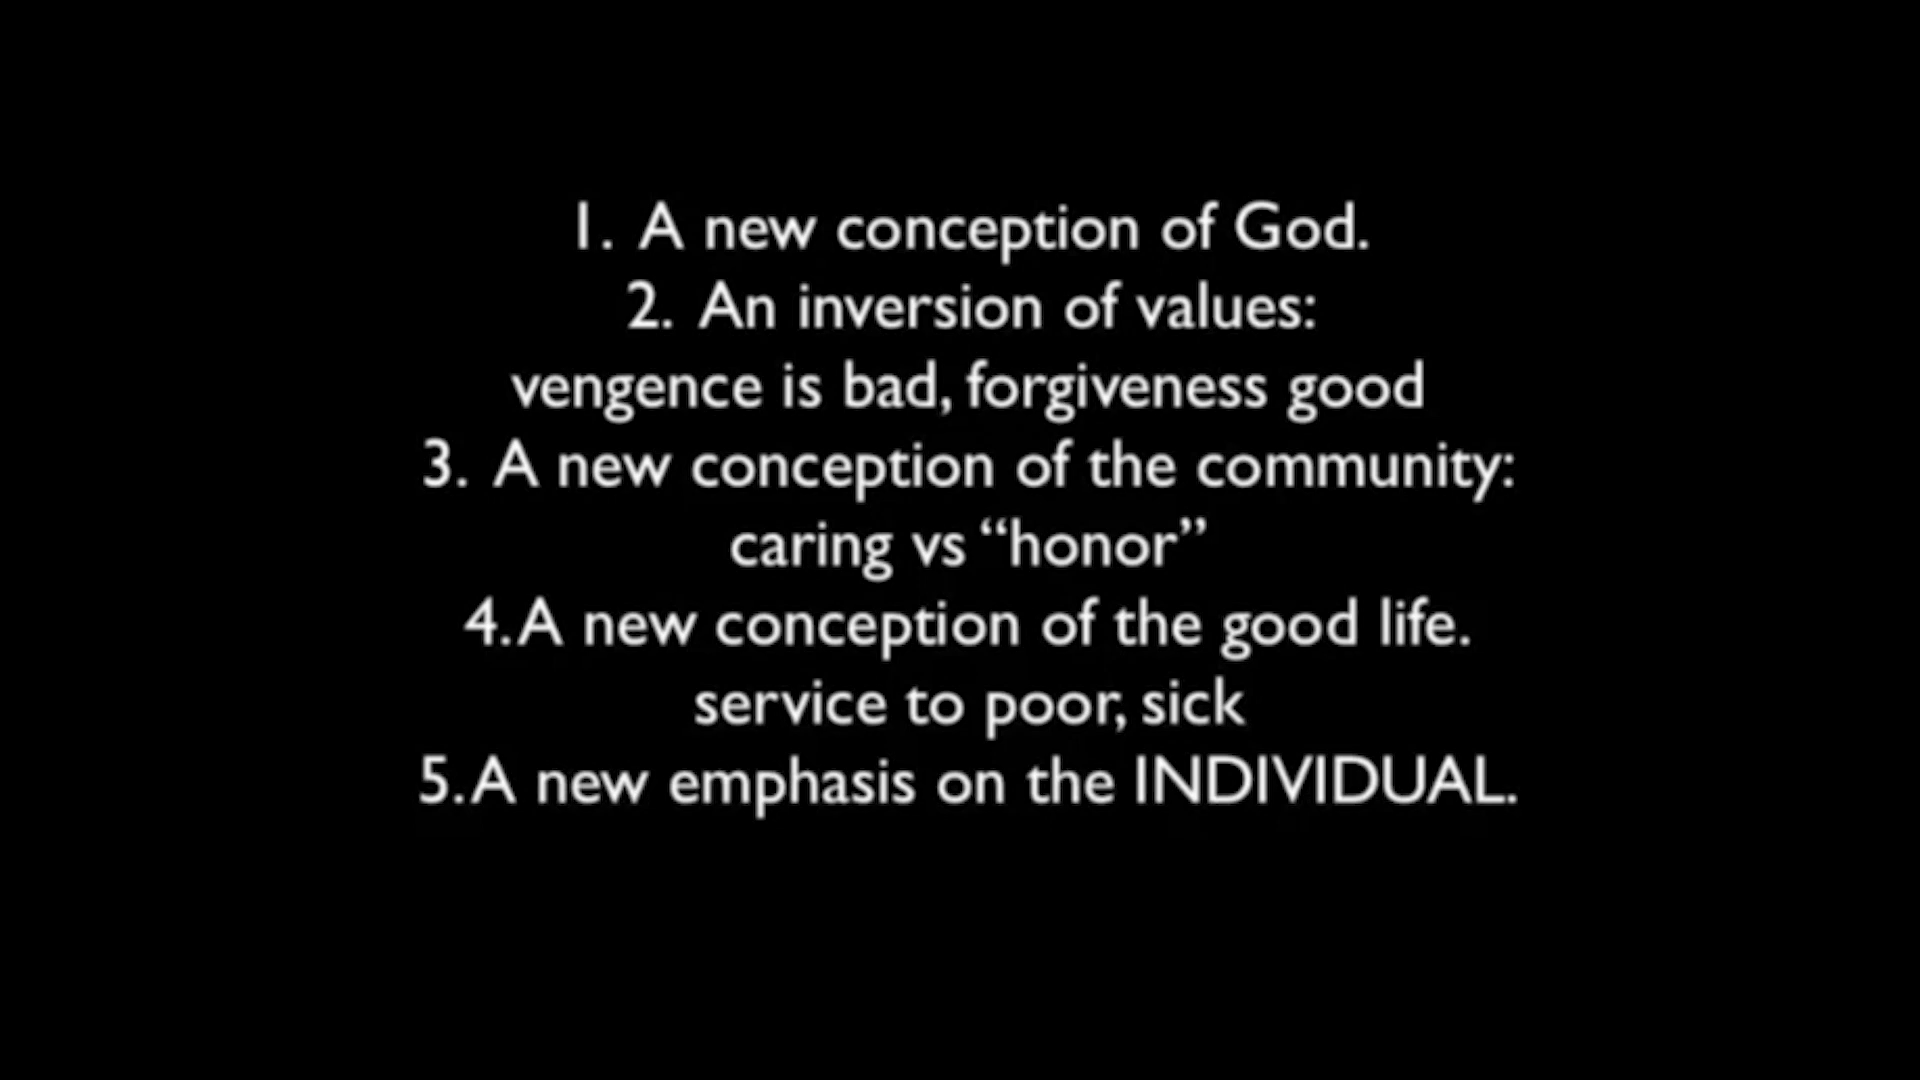 1. A new conception of God.
2. An inversion of values:
vengence is bad, forgiveness good
3. A new conception of the community:
caring vs “honor”
4. A new conception of the good life.
service to poor, sick
5. A new emphasis on the INDIVIDUAL.